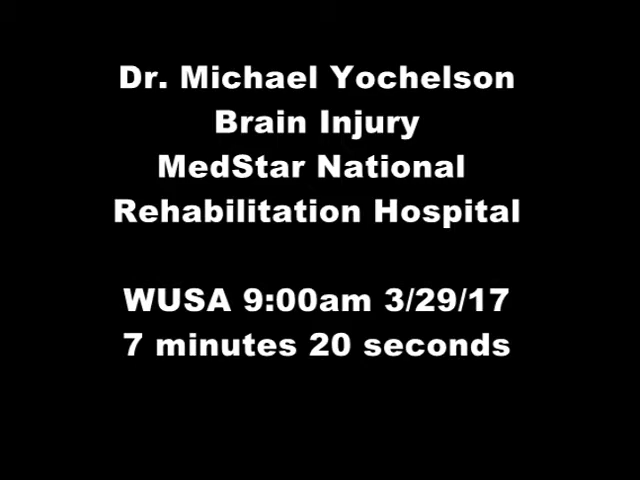 Dr. Michael Yochelson
Brain Injury
MedStar National
Rehabilitation Hospital
WUSA 9:00am 3/29/17
7 minutes 20 seconds